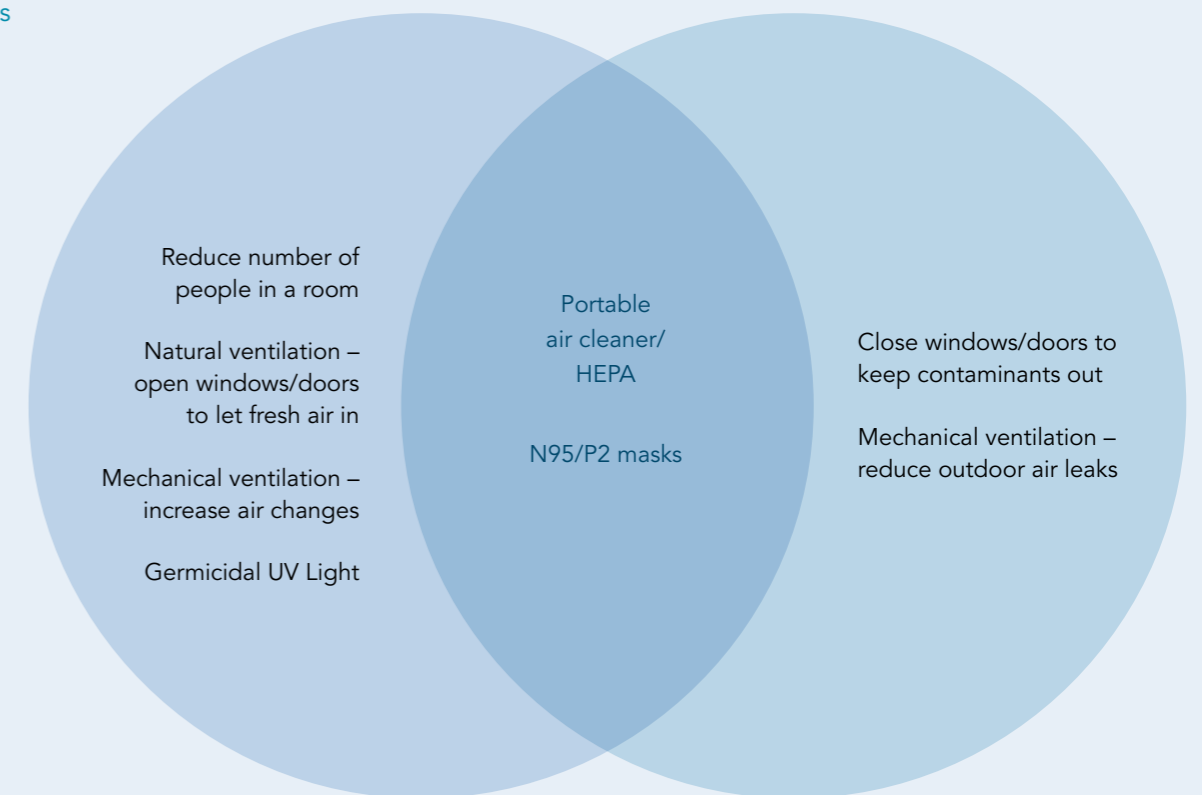 s
Reduce number of
people in a room
Natural ventilation –
open windows/doors
to let fresh air in
Mechanical ventilation –
increase air changes
Germicidal UV Light
Portable
air cleaner/
HEPA
N95/P2 masks
Close windows/doors to
keep contaminants out
Mechanical ventilation –
reduce outdoor air leaks